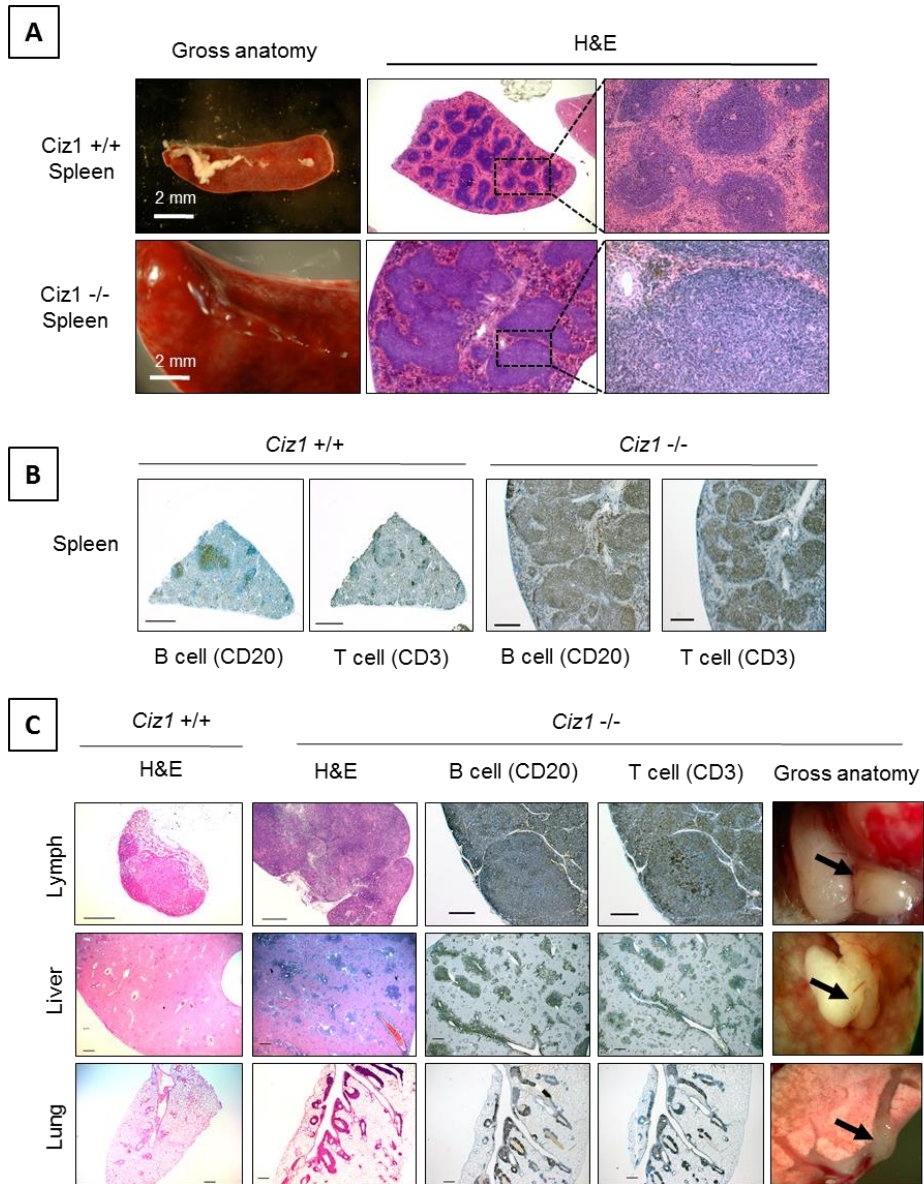 A
Gross anatomy
H&E
Ciz1 +/+
Spleen
2 mm
Ciz1 -/-
Spleen
2 mm
B
Ciz1 +/+
Ciz1 -/-
Spleen
B cell (CD20)
T cell (CD3)
B cell (CD20)
T cell (CD3)
C
Ciz1 +/+
Ciz1 -/-
H&E
H&E
B cell (CD20)
T cell (CD3)
Gross anatomy
Lymph
Liver
Lung